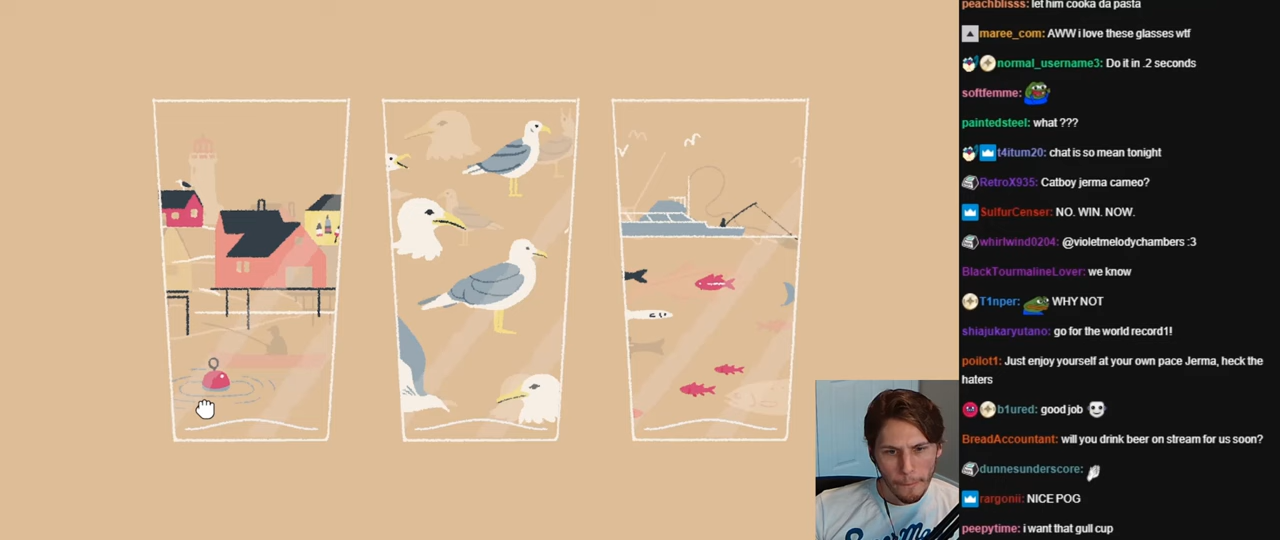 peachblisss: let him cooka da pasta
maree_com: AWW i love these glasses wtf
normal_username3: Do it in .2 seconds
softfemme:
paintedsteel: what ???
t4itum20: chat is so mean tonight
RetroX935: Catboy jerma cameo?
SulfurCenser: NO. WIN. NOW.
whirlwind0204: @violetmelodychambers :3
BlackTourmalineLover: we know
T1nper: WHY NOT
shiajukaryutano: go for the world record1!
poilot1: Just enjoy yourself at your own pace Jerma, heck the
haters
b1ured: good job
BreadAccountant: will you drink beer on stream for us soon?
dunnesunderscore:
rargonii: NICE POG
peepytime: i want that gull cup